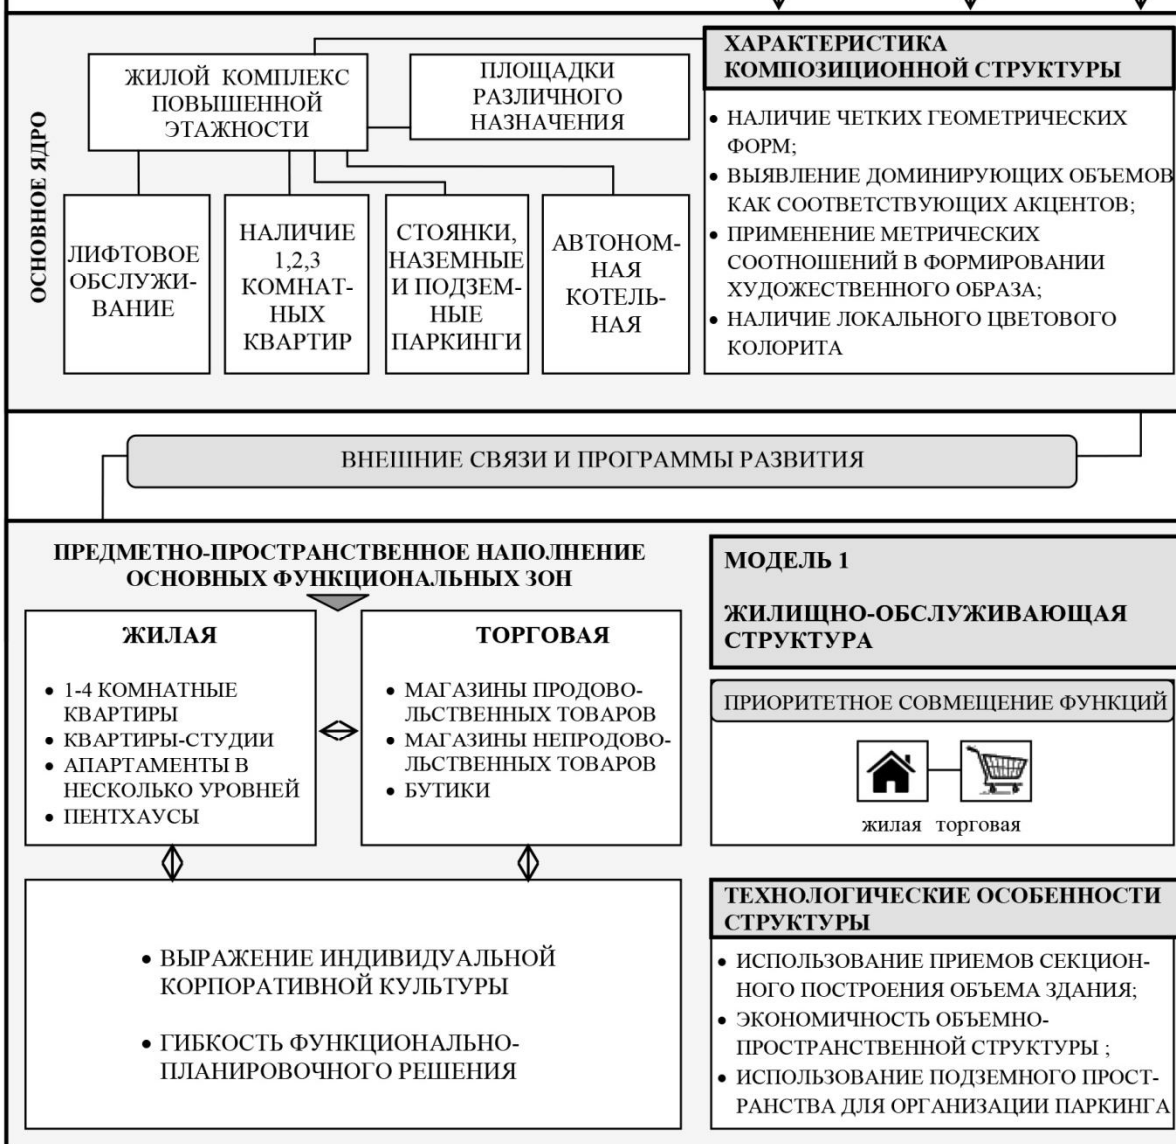 ОСНОВНОЕ ЯДРО
ЖИЛОЙ КОМПЛЕКС
ПОВЫШЕННОЙ
ЭТАЖНОСТИ
ПЛОЩАДКИ
РАЗЛИЧНОГО
НАЗНАЧЕНИЯ
ЛИФТОВОЕ
ОБСЛУЖИ-
ВАНИЕ
НАЛИЧИЕ
1,2,3
КОМНАТ-
НЫХ
КВАРТИР
СТОЯНКИ,
НАЗЕМНЫЕ
И ПОДЗЕМ-
НЫЕ
ПАРКИНГИ
АВТОНОМ-
НАЯ
КОТЕЛЬ-
НАЯ
ХАРАКТЕРИСТИКА
КОМПОЗИЦИОННОЙ СТРУКТУРЫ
• НАЛИЧИЕ ЧЕТКИХ ГЕОМЕТРИЧЕСКИХ
ФОРМ;
• ВЫЯВЛЕНИЕ ДОМИНИРУЮЩИХ ОБЪЕМОВ
КАК СООТВЕТСТВУЮЩИХ АКЦЕНТОВ;
• ПРИМЕНЕНИЕ МЕТРИЧЕСКИХ
СООТНОШЕНИЙ В ФОРМИРОВАНИИ
ХУДОЖЕСТВЕННОГО ОБРАЗА;
• НАЛИЧИЕ ЛОКАЛЬНОГО ЦВЕТОВОГО
КОЛОРИТА
ВНЕШНИЕ СВЯЗИ И ПРОГРАММЫ РАЗВИТИЯ
ПРЕДМЕТНО-ПРОСТРАНСТВЕННОЕ НАПОЛНЕНИЕ
ОСНОВНЫХ ФУНКЦИОНАЛЬНЫХ ЗОН
ЖИЛАЯ
• 1-4 КОМНАТНЫЕ
КВАРТИРЫ
• КВАРТИРЫ-СТУДИИ
• АПАРТАМЕНТЫ В
НЕСКОЛЬКО УРОВНЕЙ
• ПЕНТХАУСЫ
ТОРГОВАЯ
• МАГАЗИНЫ ПРОДОВО-
ЛЬСТВЕННЫХ ТОВАРОВ
• МАГАЗИНЫ НЕПРОДОВО-
ЛЬСТВЕННЫХ ТОВАРОВ
• БУТИКИ
• ВЫРАЖЕНИЕ ИНДИВИДУАЛЬНОЙ
КОРПОРАТИВНОЙ КУЛЬТУРЫ
• ГИБКОСТЬ ФУНКЦИОНАЛЬНО-
ПЛАНИРОВОЧНОГО РЕШЕНИЯ
МОДЕЛЬ 1
ЖИЛИЩНО-ОБСЛУЖИВАЮЩАЯ
СТРУКТУРА
ПРИОРИТЕТНОЕ СОВМЕЩЕНИЕ ФУНКЦИЙ
жилая торговая
ТЕХНОЛОГИЧЕСКИЕ ОСОБЕННОСТИ
СТРУКТУРЫ
• ИСПОЛЬЗОВАНИЕ ПРИЕМОВ СЕКЦИОН-
НОГО ПОСТРОЕНИЯ ОБЪЕМА ЗДАНИЯ;
• ЭКОНОМИЧНОСТЬ ОБЪЕМНО-
ПРОСТРАНСТВЕННОЙ СТРУКТУРЫ ;
• ИСПОЛЬЗОВАНИЕ ПОДЗЕМНОГО ПРОСТ-
РАНСТВА ДЛЯ ОРГАНИЗАЦИИ ПАРКИНГА